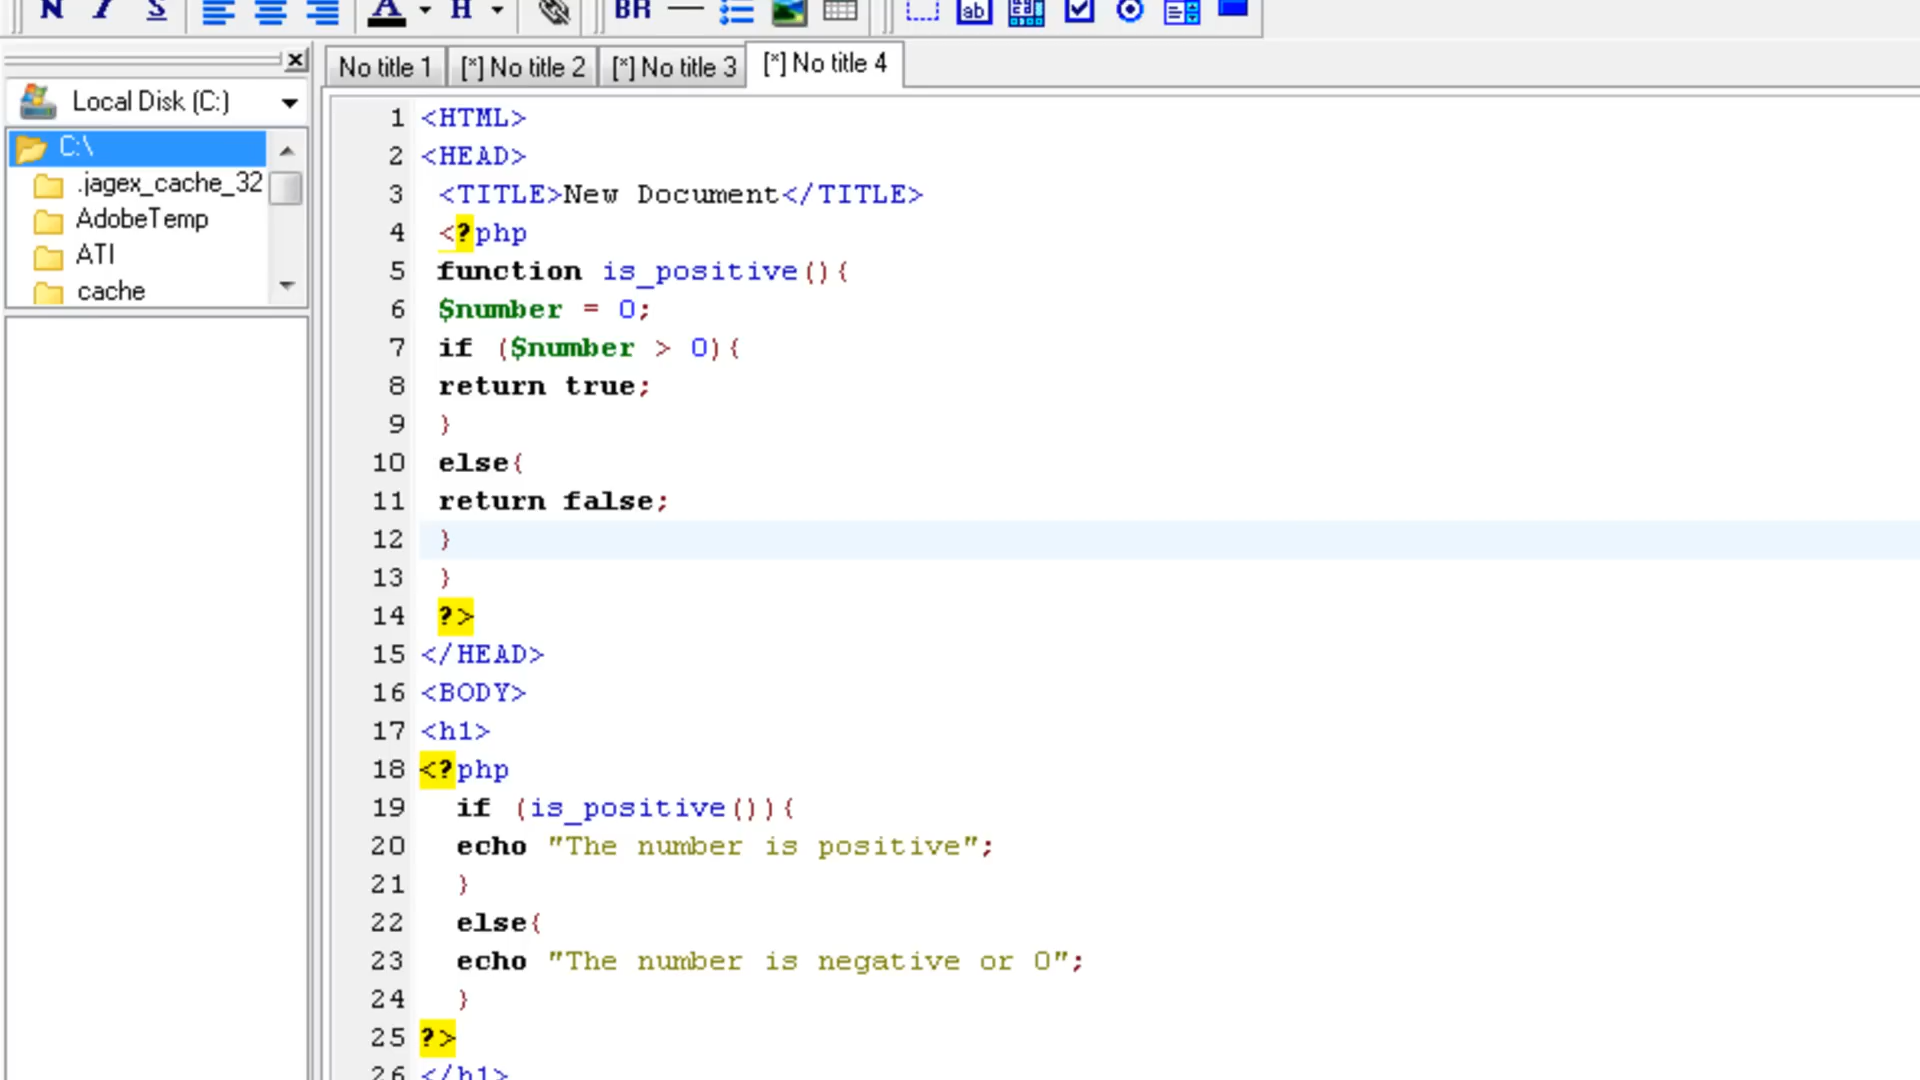 N I S A H BR ab
No title 1 [*] No title 2 [*] No title 3 [*] No title 4
Local Disk (C:)
C:\
.jagex_cache_32
AdobeTemp
ATI
cache
1 <HTML>
2 <HEAD>
3 <TITLE>New Document</TITLE>
4 <?php
5 function is_positive(){
6 $number = 0;
7 if ($number > 0){
8 return true;
9 }
10 else{
11 return false;
12 }
13 }
14 ?>
15 </HEAD>
16 <BODY>
17 <h1>
18 <?php
19 if (is_positive()){
20 echo "The number is positive";
21 }
22 else{
23 echo "The number is negative or 0";
24 }
25 ?>
26 </h1>